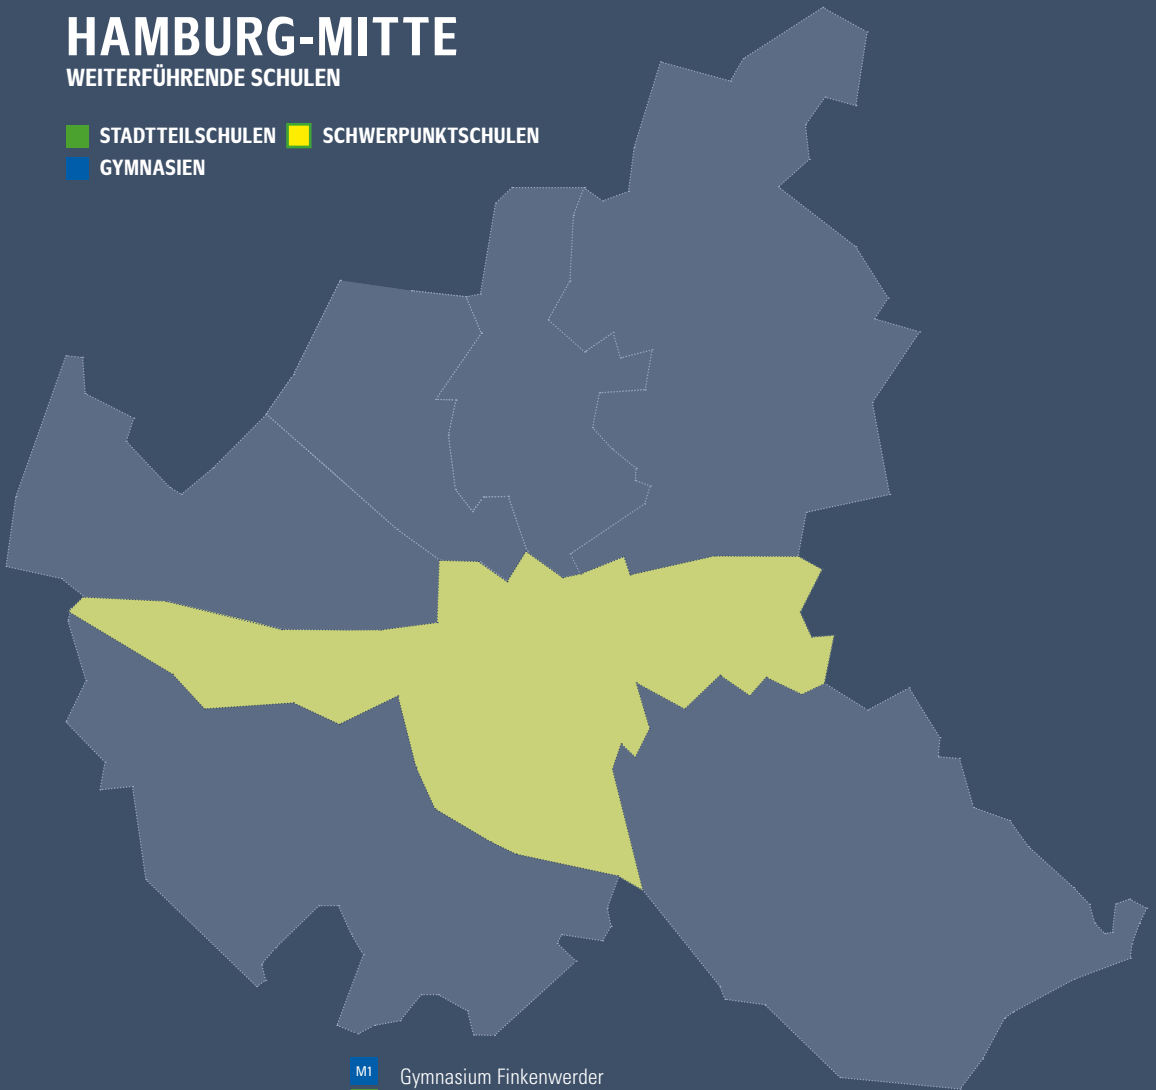 HAMBURG-MITTE
WEITERFÜHRENDE SCHULEN
STADTTEILSCHULEN SCHWERPUNKTSCHULEN
GYMNASIEN
M1 Gymnasium Finkenwerder